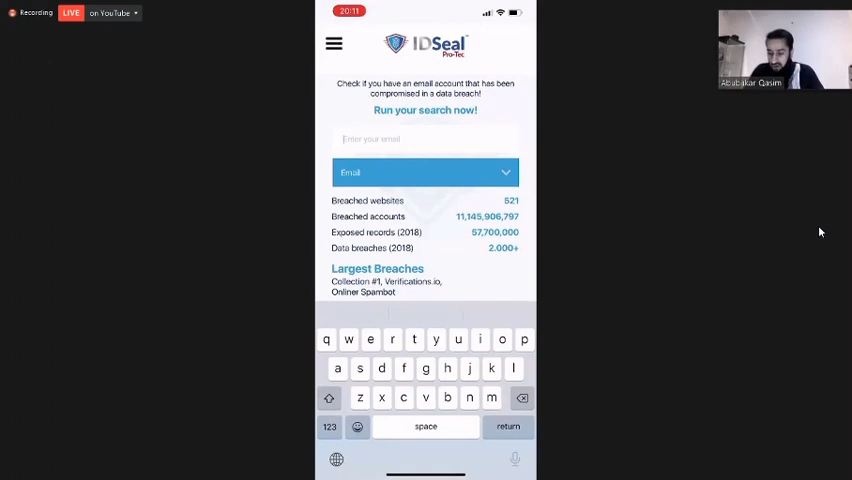 Recording
LIVE
on YouTube
20:11
IDSeal™
Pro-Tec
Check if you have an email account that has been
compromised in a data breach!
Run your search now!
Enter your email
Email
Breached websites 521
Breached accounts 11,145,906,797
Exposed records (2018) 57,700,000
Data breaches (2018) 2.000+
Largest Breaches
Collection #1, Verifications.io,
Onliner Spambot
q w e r t y u i o p
a s d f g h j k l
z x c v b n m
123 space return
Abubakar Qasim